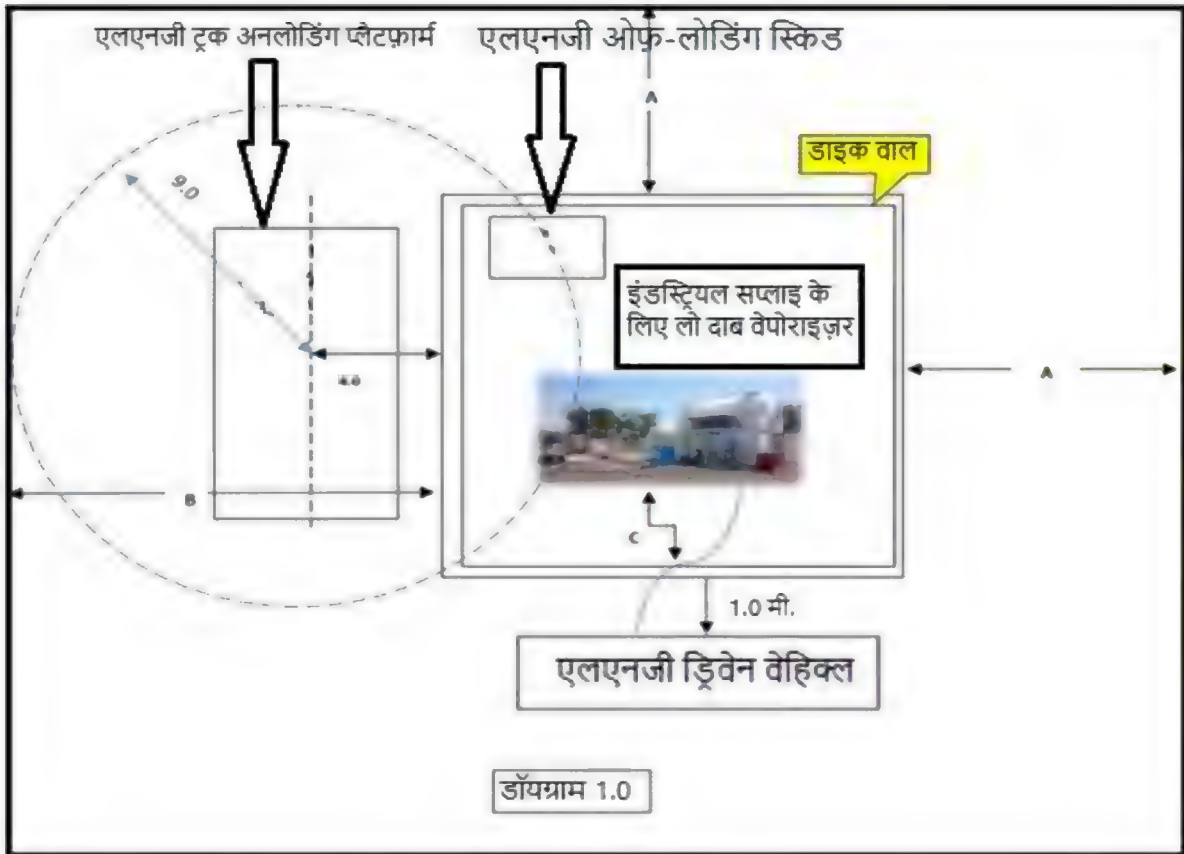 एलएनजी ट्रक अनलोडिंग प्लैटफ़ार्म
एलएनजी ओफ़-लोडिंग स्किड
A
डाइक वाल
9.0
इंडस्ट्रियल सप्लाइ के
लिए लो दाब वेपोराइज़र
A
B
C
1.0 मी.
एलएनजी ड्रिवेन वेहिक्ल
डॉयग्राम 1.0